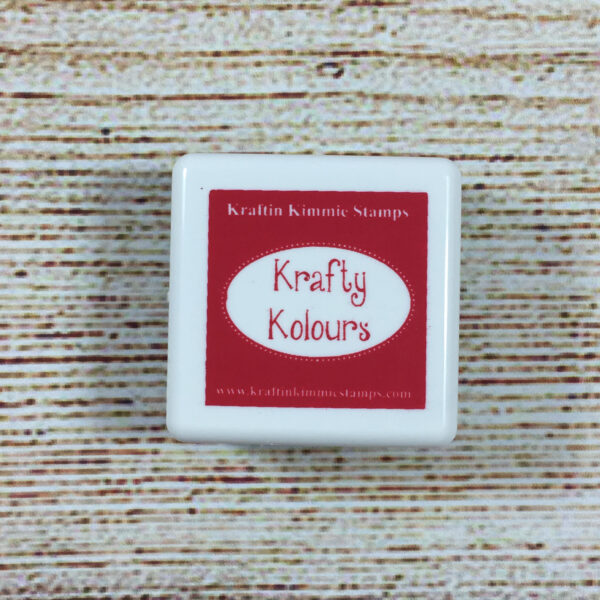 Kraftin Kimmie Stamps
Krafty
Kolours
www.kraftinkimmiestamps.com